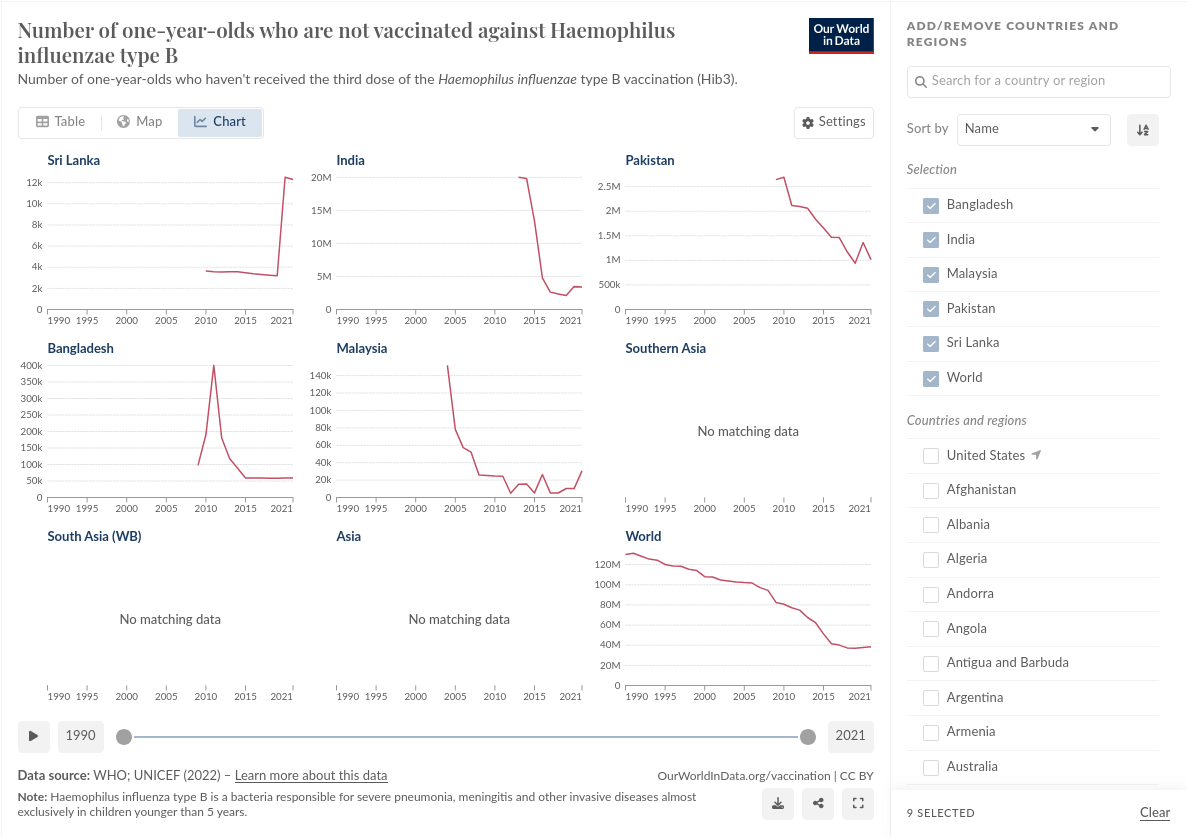 Number of one-year-olds who are not vaccinated against Haemophilus
influenzae type B
Our World
in Data
Number of one-year-olds who haven't received the third dose of the Haemophilus influenzae type B vaccination (Hib3).
Table
Map
Chart
Settings
Sri Lanka
12k
10k
8k
6k
4k
2k
0
1990 1995 2000 2005 2010 2015 2021
India
20M
15M
10M
5M
0
1990 1995 2000 2005 2010 2015 2021
Pakistan
2.5M
2M
1.5M
1M
500k
0
1990 1995 2000 2005 2010 2015 2021
Bangladesh
400k
350k
300k
250k
200k
150k
100k
50k
0
1990 1995 2000 2005 2010 2015 2021
Malaysia
140k
120k
100k
80k
60k
40k
20k
0
1990 1995 2000 2005 2010 2015 2021
Southern Asia
No matching data
1990 1995 2000 2005 2010 2015 2021
South Asia (WB)
No matching data
1990 1995 2000 2005 2010 2015 2021
Asia
No matching data
1990 1995 2000 2005 2010 2015 2021
World
120M
100M
80M
60M
40M
20M
0
1990 1995 2000 2005 2010 2015 2021
1990
2021
Data source: WHO; UNICEF (2022) – Learn more about this data
OurWorldInData.org/vaccination | CC BY
Note: Haemophilus influenza type B is a bacteria responsible for severe pneumonia, meningitis and other invasive diseases almost
exclusively in children younger than 5 years.
ADD/REMOVE COUNTRIES AND
REGIONS
Search for a country or region
Sort by
Name
Selection
Bangladesh
India
Malaysia
Pakistan
Sri Lanka
World
Countries and regions
United States
Afghanistan
Albania
Algeria
Andorra
Angola
Antigua and Barbuda
Argentina
Armenia
Australia
9 SELECTED
Clear